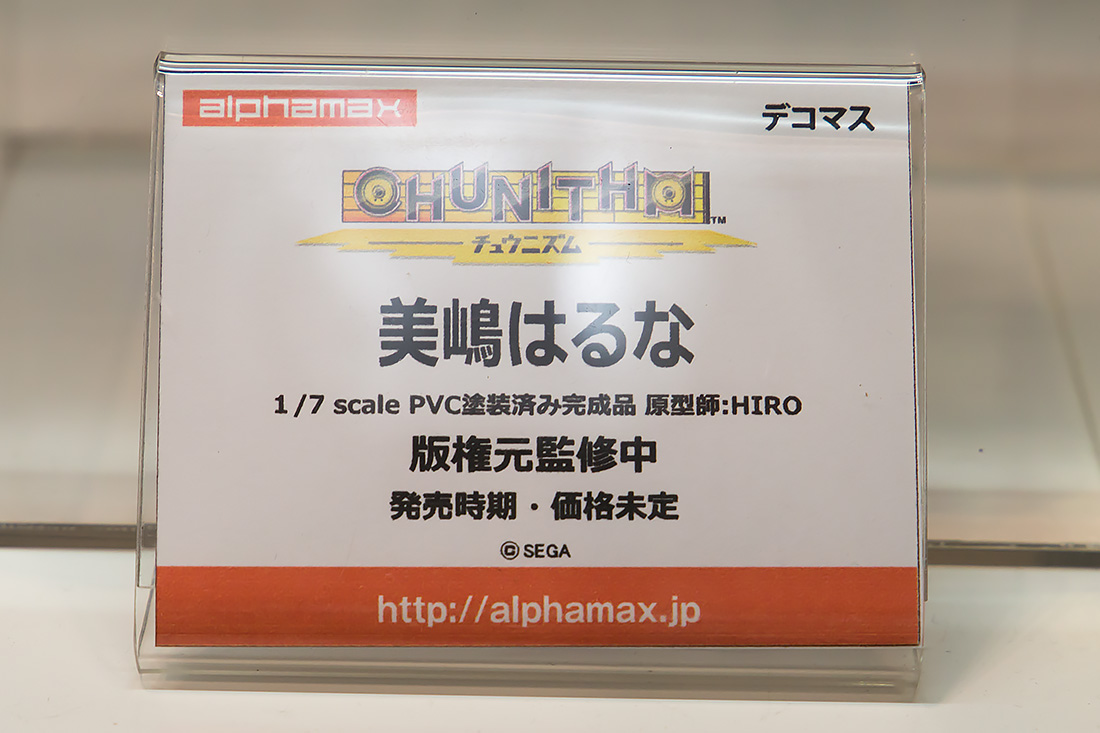 alphamax
デコマス
CHUNITHM™
チュウニズム
美嶋はるな
1/7 scale PVC塗装済み完成品 原型師:HIRO
版権元監修中
発売時期・価格未定
©SEGA
http://alphamax.jp